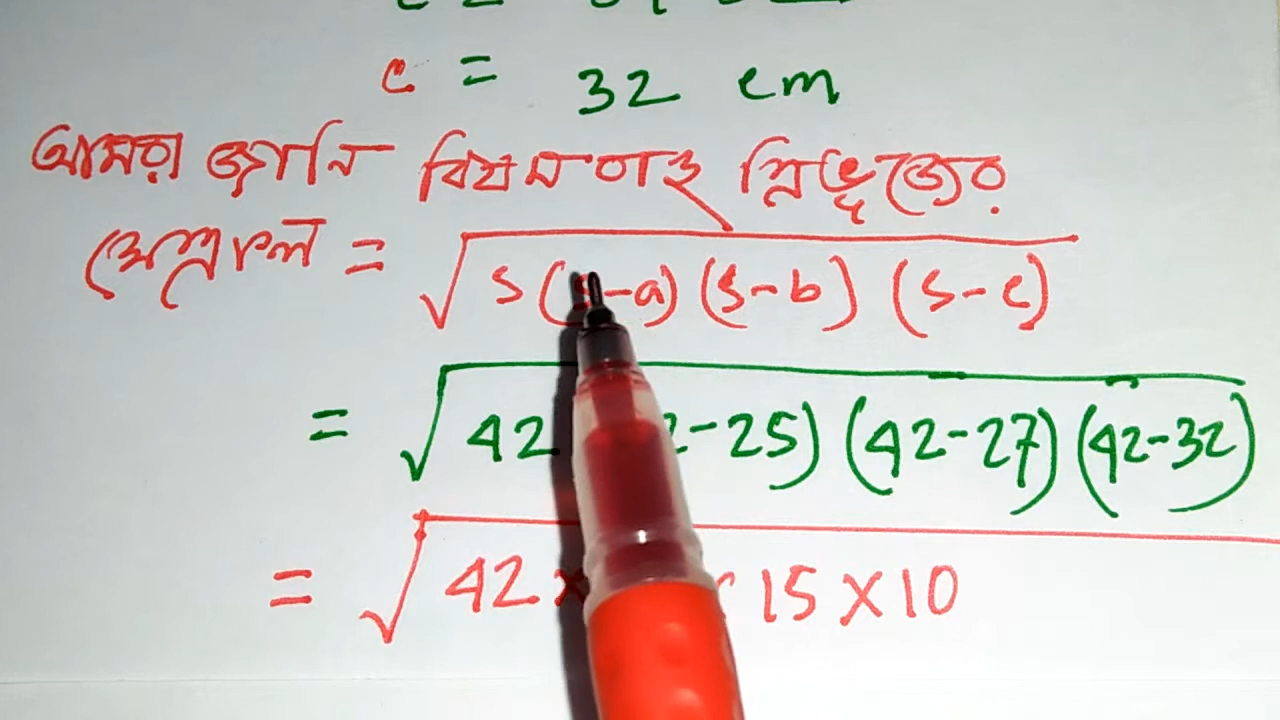 c = 32 cm
আমরা জানি বিষমবাহু ত্রিভুজের
ক্ষেত্রফল = √s(s-a)(s-b)(s-c)
= √42 -25)(42-27)(42-32)
= √42× ×15×10